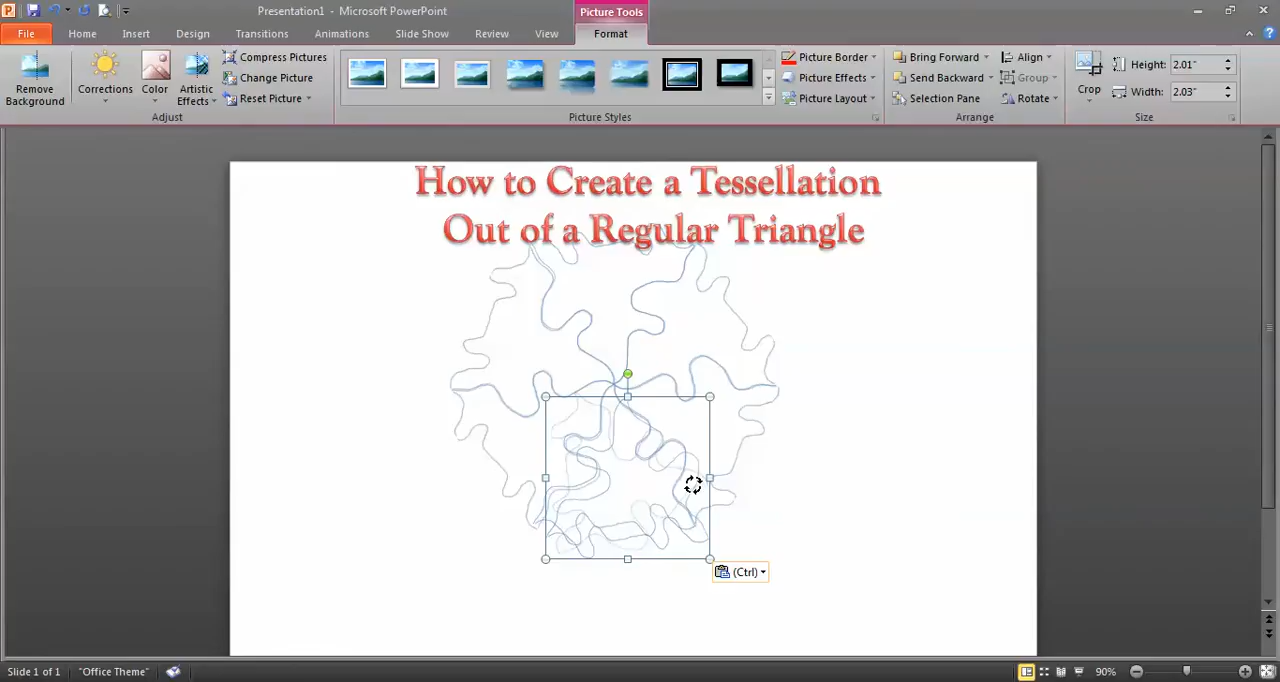 Presentation1 - Microsoft PowerPoint
Picture Tools
File
Home
Insert
Design
Transitions
Animations
Slide Show
Review
View
Format
Remove
Background
Corrections
Color
Artistic
Effects
Compress Pictures
Change Picture
Reset Picture
Adjust
Picture Styles
Picture Border
Picture Effects
Picture Layout
Bring Forward
Send Backward
Selection Pane
Align
Group
Rotate
Arrange
Crop
Height: 2.01"
Width: 2.03"
Size
How to Create a Tessellation
Out of a Regular Triangle
(Ctrl)
Slide 1 of 1
"Office Theme"
90%